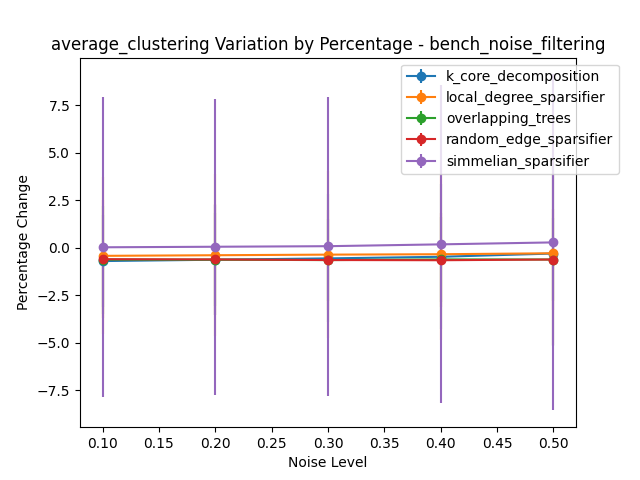 average_clustering Variation by Percentage - bench_noise_filtering
k_core_decomposition
local_degree_sparsifier
overlapping_trees
random_edge_sparsifier
simmelian_sparsifier
Percentage Change
7.5
5.0
2.5
0.0
−2.5
−5.0
−7.5
0.10 0.15 0.20 0.25 0.30 0.35 0.40 0.45 0.50
Noise Level